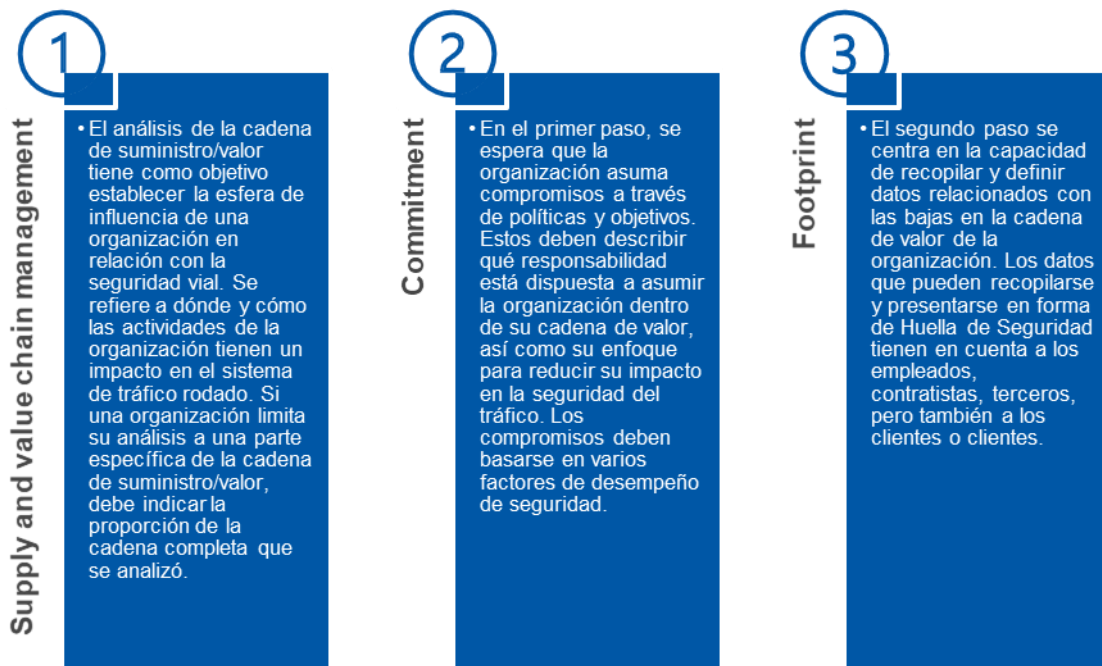 1
Supply and value chain management
• El análisis de la cadena
de suministro/valor
tiene como objetivo
establecer la esfera de
influencia de una
organización en
relación con la
seguridad vial. Se
refiere a dónde y cómo
las actividades de la
organización tienen un
impacto en el sistema
de tráfico rodado. Si
una organización limita
su análisis a una parte
específica de la cadena
de suministro/valor,
debe indicar la
proporción de la
cadena completa que
se analizó.
2
Commitment
• En el primer paso, se
espera que la
organización asuma
compromisos a través
de políticas y objetivos.
Estos deben describir
qué responsabilidad
está dispuesta a asumir
la organización dentro
de su cadena de valor,
así como su enfoque
para reducir su impacto
en la seguridad del
tráfico. Los
compromisos deben
basarse en varios
factores de desempeño
de seguridad.
3
Footprint
• El segundo paso se
centra en la capacidad
de recopilar y definir
datos relacionados con
las bajas en la cadena
de valor de la
organización. Los datos
que pueden recopilarse
y presentarse en forma
de Huella de Seguridad
tienen en cuenta a los
empleados,
contratistas, terceros,
pero también a los
clientes o clientes.